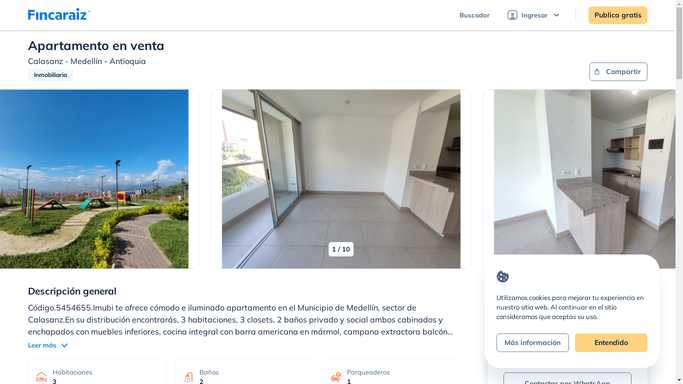 Fincaraíz
Buscador
Ingresar
Publica gratis
Apartamento en venta
Calasanz - Medellín - Antioquia
Inmobiliaria
Compartir
1 / 10
Descripción general
Código.5454655.Imubi te ofrece cómodo e iluminado apartamento en el Municipio de Medellín, sector de
Calasanz.En su distribución encontrarás, 3 habitaciones, 3 closets, 2 baños privado y social ambos cabinados y
enchapados con muebles inferiores, cocina integral con barra americana en mármol, campana extractora balcón...
Leer más
Habitaciones
3
Baños
2
Parqueaderos
1
Utilizamos cookies para mejorar tu experiencia en
nuestro sitio web. Al continuar en el sitio
consideramos que aceptas su uso.
Más información
Entendido
Contactar por WhatsApp